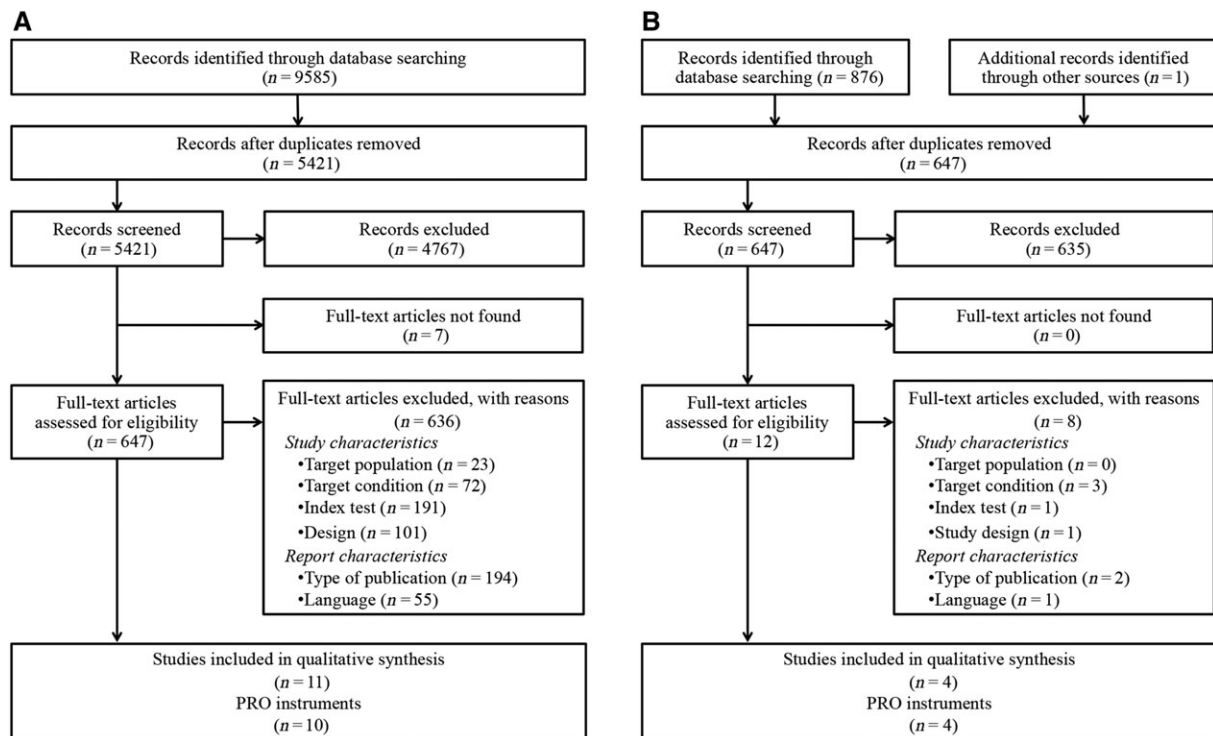 A
Records identified through database searching
(n = 9585)
Records after duplicates removed
(n = 5421)
Records screened
(n = 5421)
Records excluded
(n = 4767)
Full-text articles not found
(n = 7)
Full-text articles
assessed for eligibility
(n = 647)
Full-text articles excluded, with reasons
(n = 636)
Study characteristics
•Target population (n = 23)
•Target condition (n = 72)
•Index test (n = 191)
•Design (n = 101)
Report characteristics
•Type of publication (n = 194)
•Language (n = 55)
Studies included in qualitative synthesis
(n = 11)
PRO instruments
(n = 10)
B
Records identified through
database searching (n = 876)
Additional records identified
through other sources (n = 1)
Records after duplicates removed
(n = 647)
Records screened
(n = 647)
Records excluded
(n = 635)
Full-text articles not found
(n = 0)
Full-text articles
assessed for eligibility
(n = 12)
Full-text articles excluded, with reasons
(n = 8)
Study characteristics
•Target population (n = 0)
•Target condition (n = 3)
•Index test (n = 1)
•Study design (n = 1)
Report characteristics
•Type of publication (n = 2)
•Language (n = 1)
Studies included in qualitative synthesis
(n = 4)
PRO instruments
(n = 4)